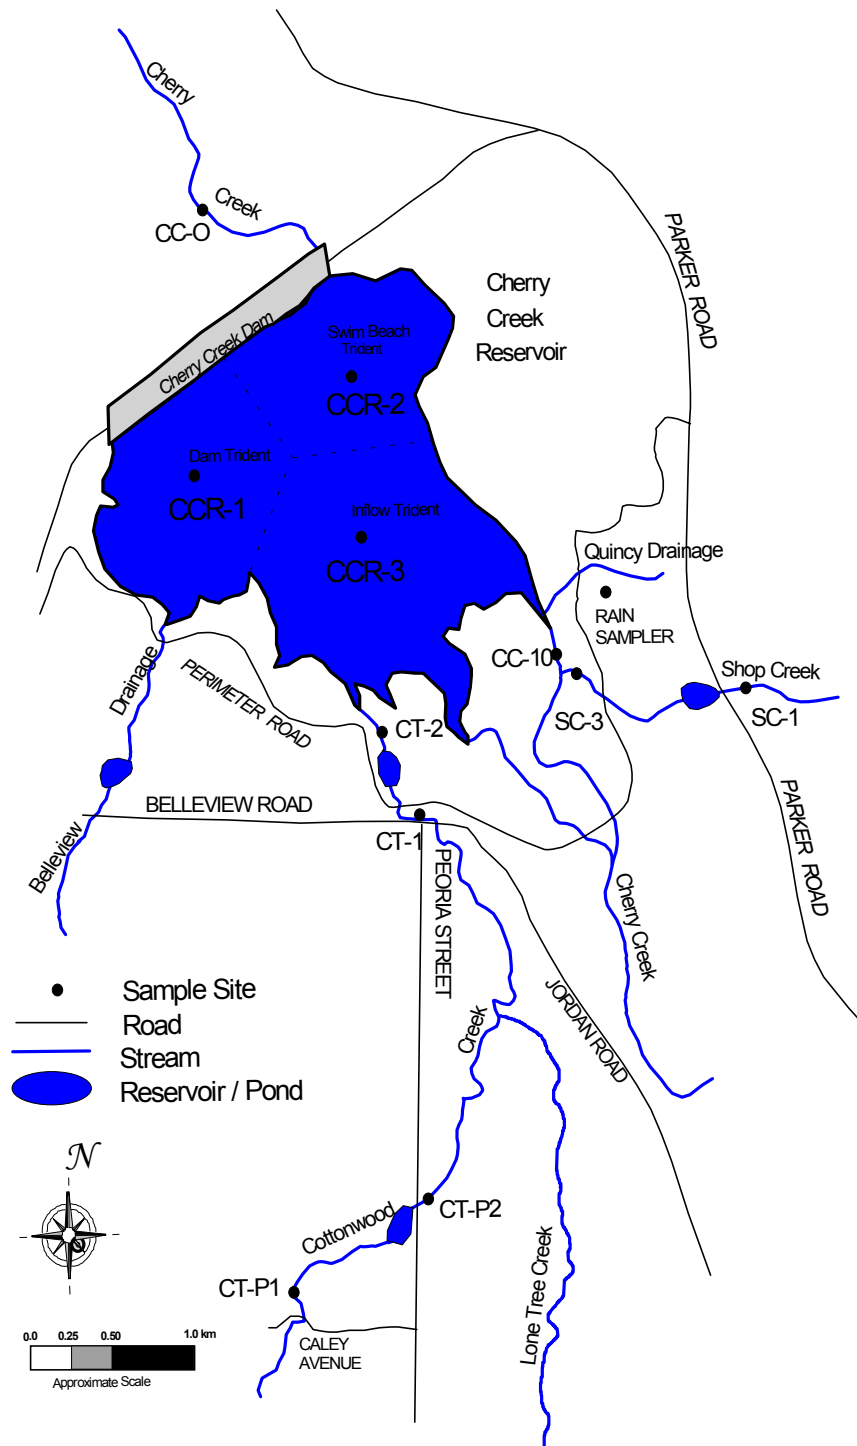 Cherry
Creek
CC-O
PARKER ROAD
Cherry
Creek
Reservoir
Cherry Creek Dam
Swim Beach
Trident
CCR-2
Dam Trident
CCR-1
Inflow Trident
CCR-3
Quincy Drainage
RAIN
SAMPLER
CC-10
Shop Creek
SC-3
SC-1
Drainage
PERIMETER ROAD
CT-2
BELLEVIEW ROAD
CT-1
PARKER ROAD
Belleview
PEORIA STREET
Cherry Creek
JORDAN ROAD
Creek
Sample Site
Road
Stream
Reservoir / Pond
N
CT-P2
Cottonwood
CT-P1
Lone Tree Creek
0.0 0.25 0.50 1.0 km
Approximate Scale
CALEY
AVENUE